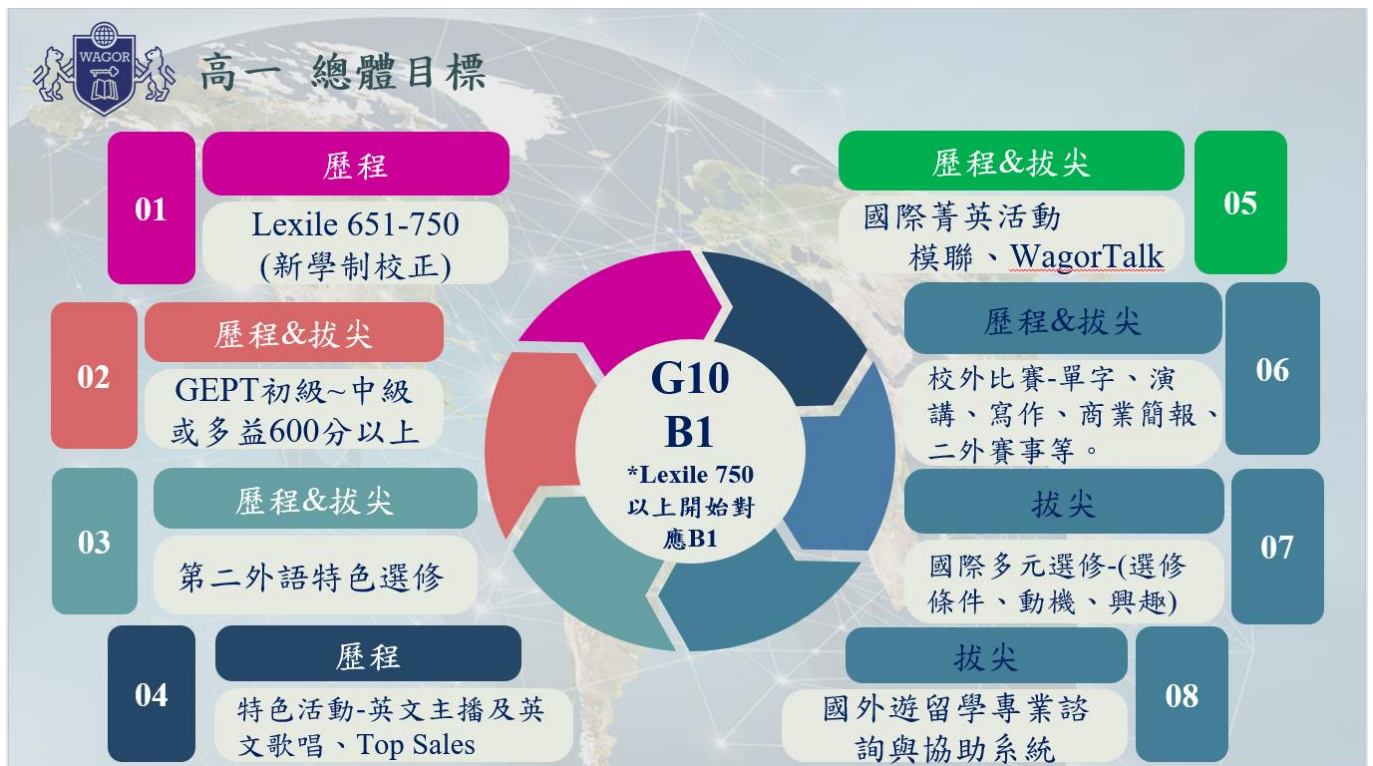 WAGOR
高一 總體目標
01
歷程
Lexile 651-750
(新學制校正)
02
歷程&拔尖
GEPT初級~中級
或多益600分以上
03
歷程&拔尖
第二外語特色選修
04
歷程
特色活動-英文主播及英
文歌唱、Top Sales
G10
B1
*Lexile 750
以上開始對
應B1
歷程&拔尖
05
國際菁英活動
模聯、WagorTalk
歷程&拔尖
06
校外比賽-單字、演
講、寫作、商業簡報、
二外賽事等。
拔尖
07
國際多元選修-(選修
條件、動機、興趣)
拔尖
08
國外遊留學專業諮
詢與協助系統